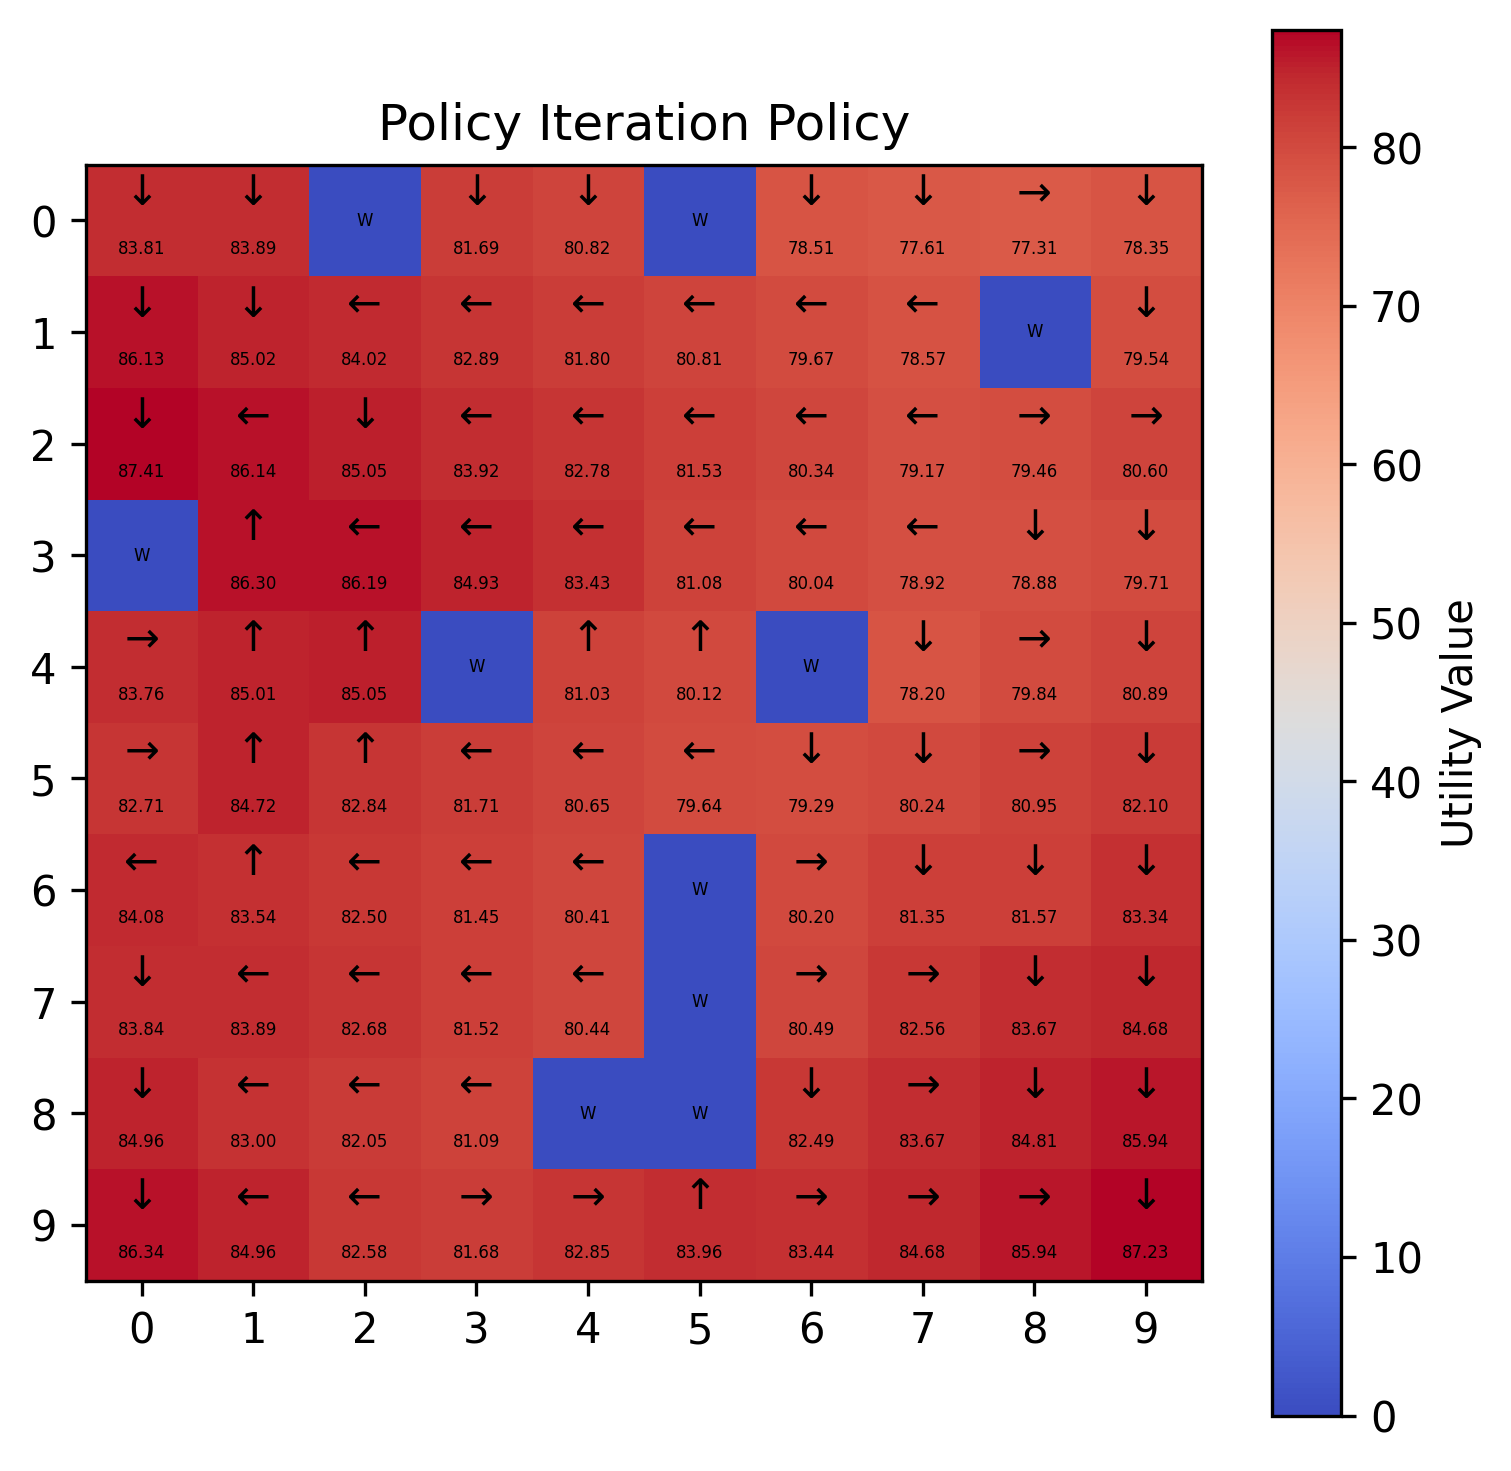 Policy Iteration Policy
0 ↓ ↓ W ↓ ↓ W ↓ ↓ → ↓
83.81 83.89 81.69 80.82 78.51 77.61 77.31 78.35
1 ↓ ↓ ← ← ← ← ← ← W ↓
86.13 85.02 84.02 82.89 81.80 80.81 79.67 78.57 79.54
2 ↓ ← ↓ ← ← ← ← ← → →
87.41 86.14 85.05 83.92 82.78 81.53 80.34 79.17 79.46 80.60
3 W ↑ ← ← ← ← ← ← ↓ ↓
86.30 86.19 84.93 83.43 81.08 80.04 78.92 78.88 79.71
4 → ↑ ↑ W ↑ ↑ W ↓ → ↓
83.76 85.01 85.05 81.03 80.12 78.20 79.84 80.89
5 → ↑ ↑ ← ← ← ↓ ↓ → ↓
82.71 84.72 82.84 81.71 80.65 79.64 79.29 80.24 80.95 82.10
6 ← ↑ ← ← ← W → ↓ ↓ ↓
84.08 83.54 82.50 81.45 80.41 80.20 81.35 81.57 83.34
7 ↓ ← ← ← ← W → → ↓ ↓
83.84 83.89 82.68 81.52 80.44 80.49 82.56 83.67 84.68
8 ↓ ← ← ← W W ↓ → ↓ ↓
84.96 83.00 82.05 81.09 82.49 83.67 84.81 85.94
9 ↓ ← ← → → ↑ → → → ↓
86.34 84.96 82.58 81.68 82.85 83.96 83.44 84.68 85.94 87.23
0 1 2 3 4 5 6 7 8 9
80
70
60
50
40
30
20
10
0
Utility Value